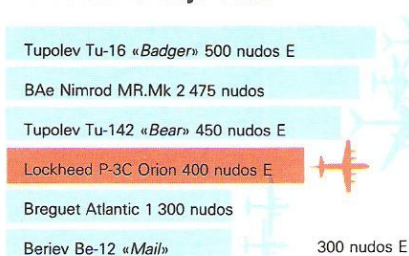 Tupolev Tu-16 «Badger» 500 nudos E
BAe Nimrod MR.Mk 2 475 nudos
Tupolev Tu-142 «Bear» 450 nudos E
Lockheed P-3C Orion 400 nudos E
Breguet Atlantic 1 300 nudos
Beriev Be-12 «Mail» 300 nudos E